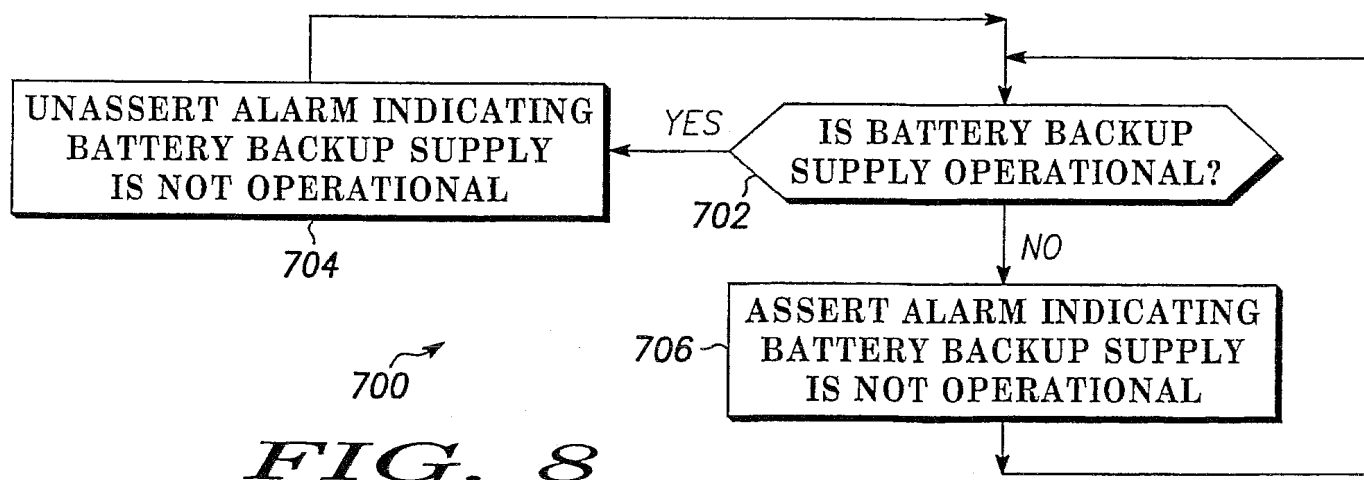 UNASSERT ALARM INDICATING
BATTERY BACKUP SUPPLY
IS NOT OPERATIONAL
704
YES
IS BATTERY BACKUP
SUPPLY OPERATIONAL?
702
NO
ASSERT ALARM INDICATING
BATTERY BACKUP SUPPLY
IS NOT OPERATIONAL
706
700
FIG. 8